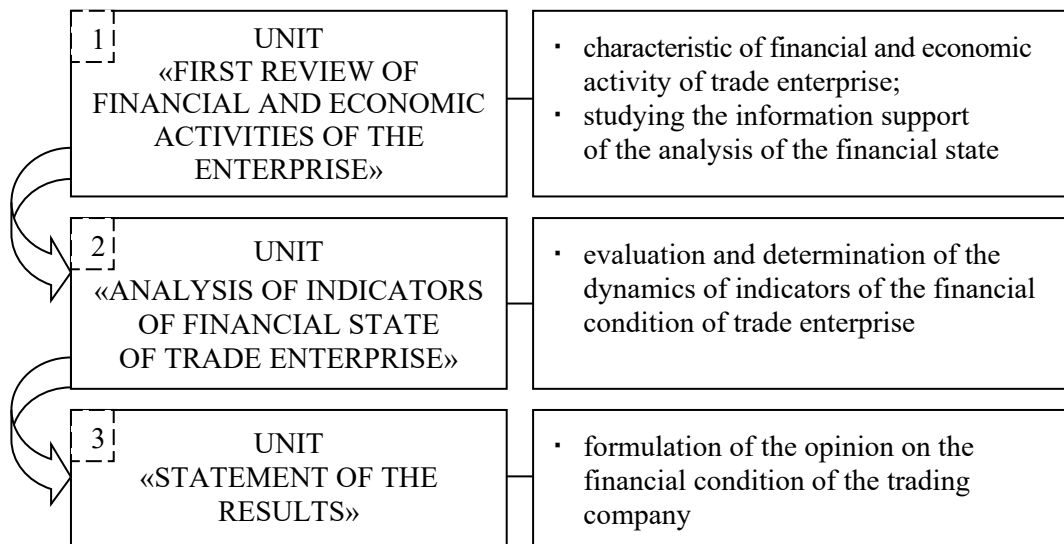 1
UNIT
«FIRST REVIEW OF
FINANCIAL AND ECONOMIC
ACTIVITIES OF THE
ENTERPRISE»
· characteristic of financial and economic
activity of trade enterprise;
· studying the information support
of the analysis of the financial state
2
UNIT
«ANALYSIS OF INDICATORS
OF FINANCIAL STATE
OF TRADE ENTERPRISE»
· evaluation and determination of the
dynamics of indicators of the financial
condition of trade enterprise
3
UNIT
«STATEMENT OF THE
RESULTS»
· formulation of the opinion on the
financial condition of the trading
company